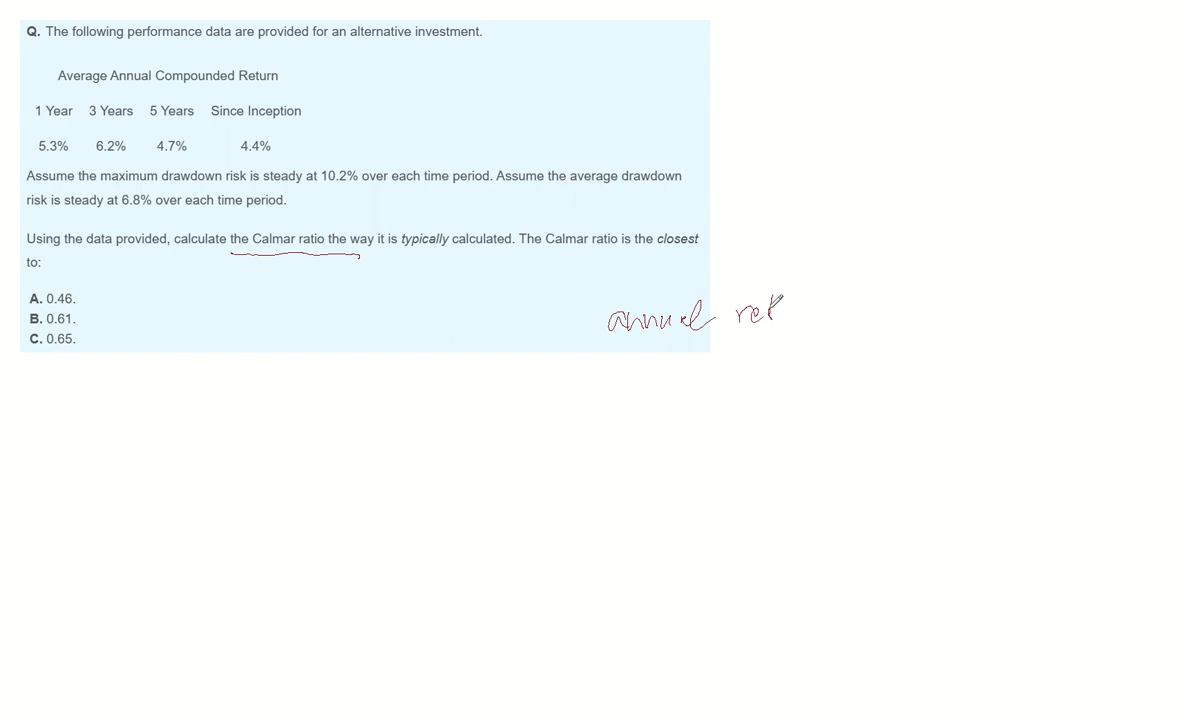 Q. The following performance data are provided for an alternative investment.
Average Annual Compounded Return
1 Year 3 Years 5 Years Since Inception
5.3% 6.2% 4.7% 4.4%
Assume the maximum drawdown risk is steady at 10.2% over each time period. Assume the average drawdown
risk is steady at 6.8% over each time period.
Using the data provided, calculate the Calmar ratio the way it is typically calculated. The Calmar ratio is the closest
to:
A. 0.46.
B. 0.61.
C. 0.65.
annual ret